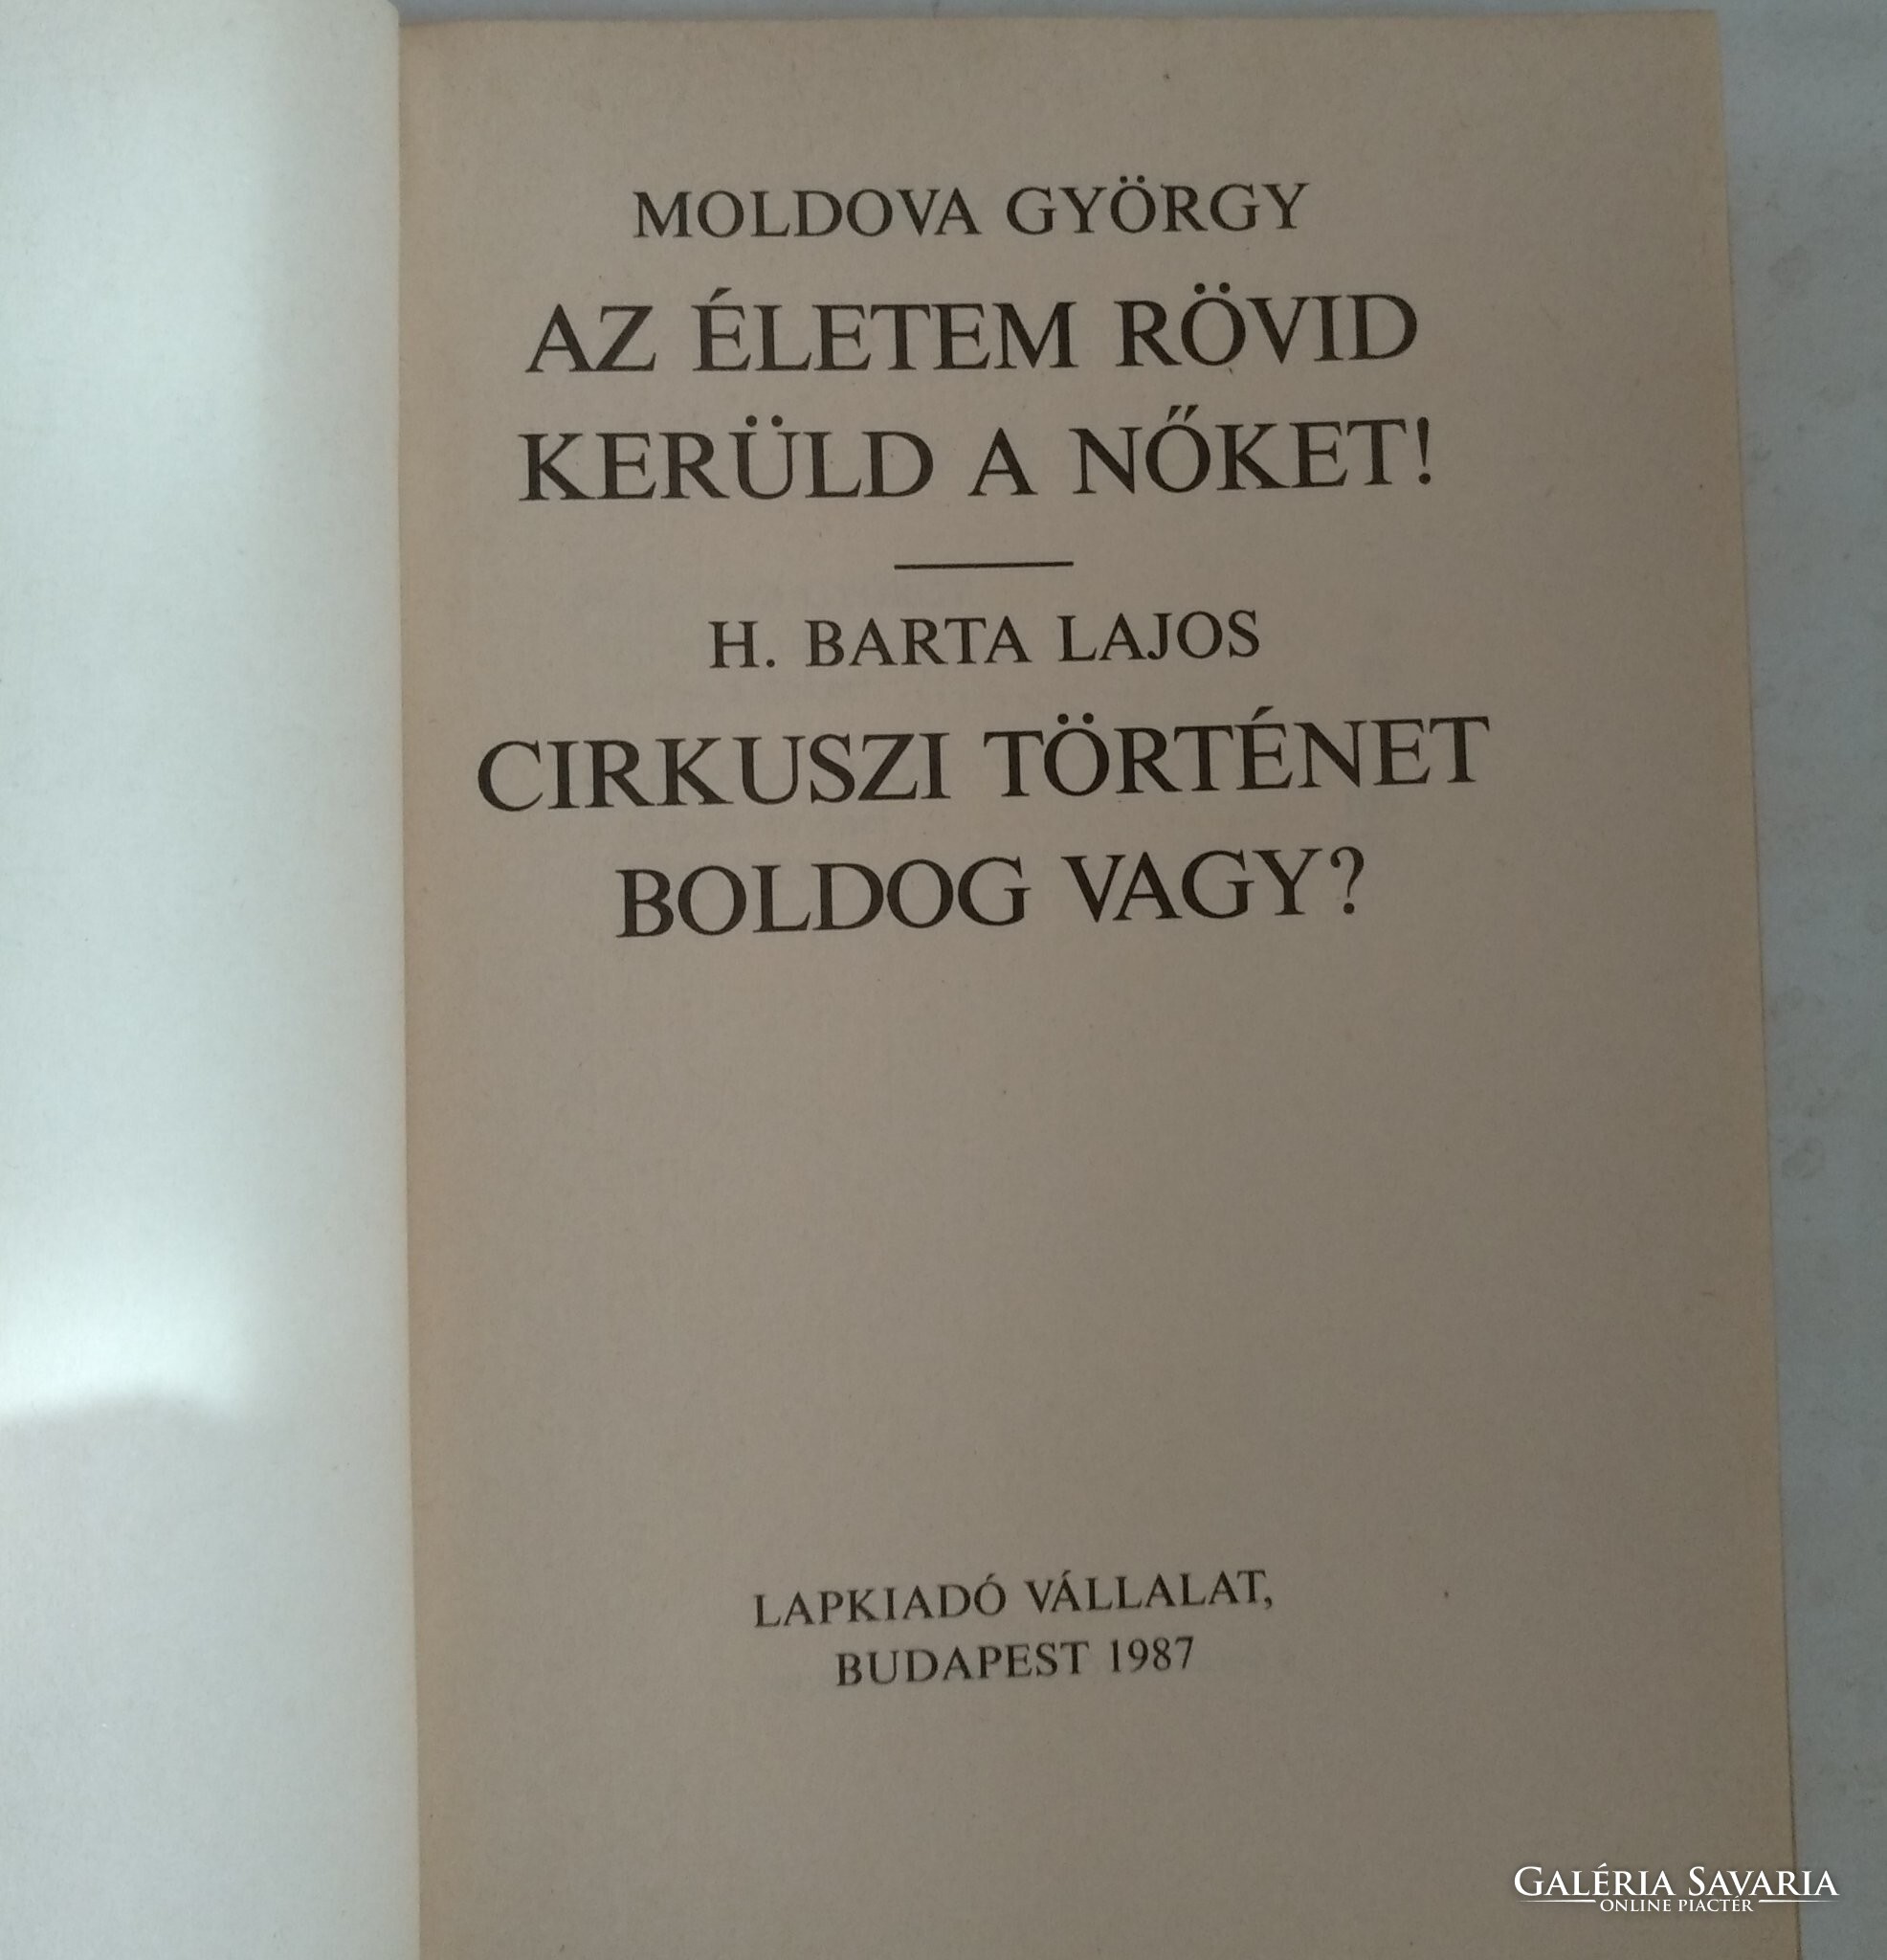 MOLDOVA GYÖRGY
AZ ÉLETEM RÖVID
KERÜLD A NŐKET!
H. BARTA LAJOS
CIRKUSZI TÖRTÉNET
BOLDOG VAGY?
LAPKIADÓ VÁLLALAT,
BUDAPEST 1987
GALÉRIA SAVARIA
ONLINE PIACTÉR